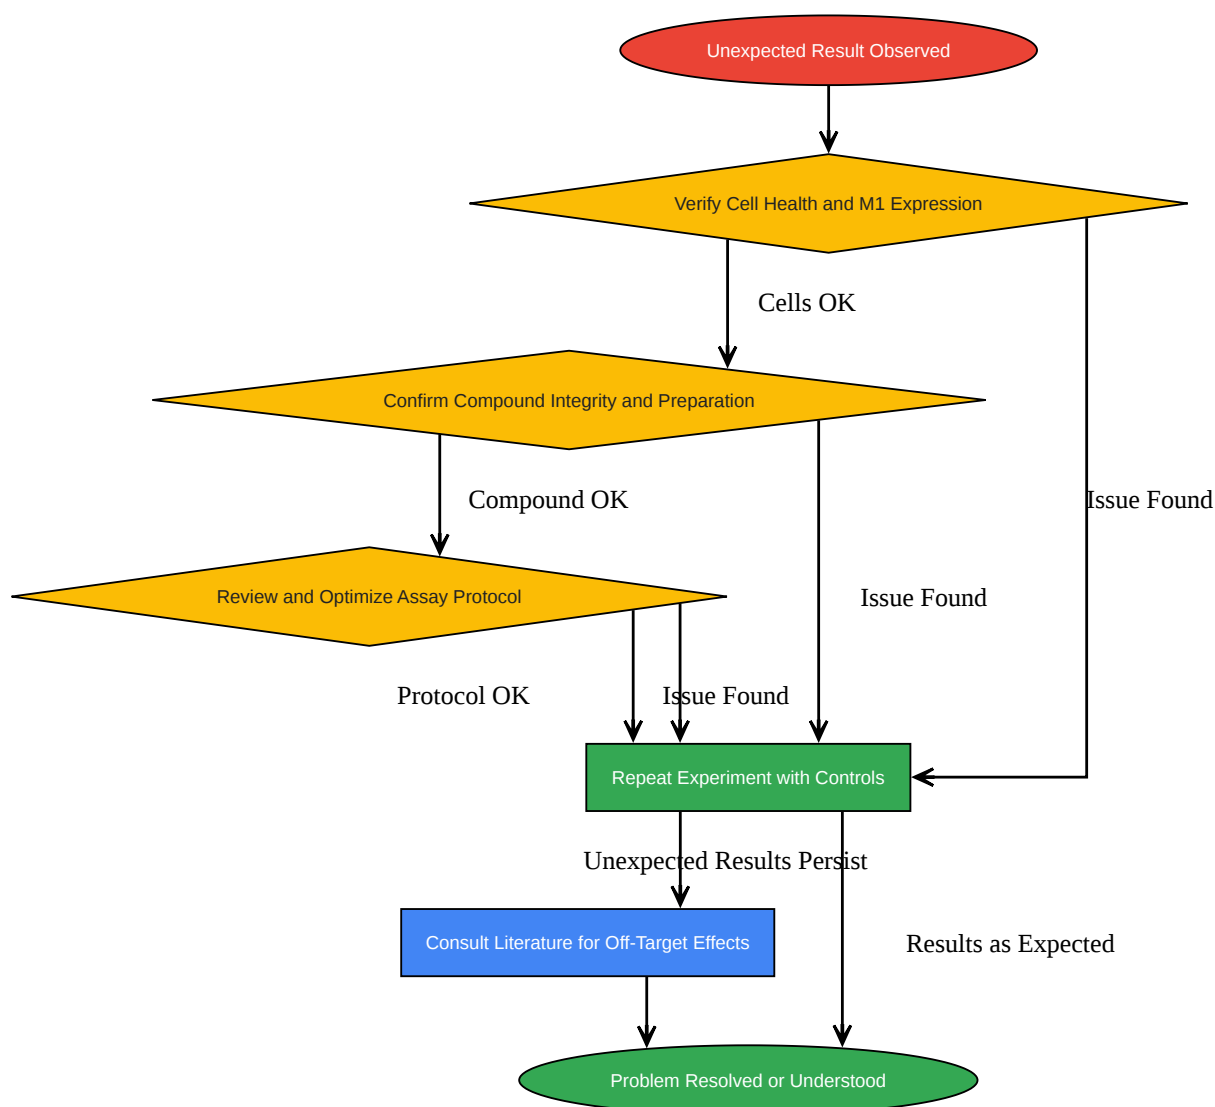 Unexpected Result Observed
Verify Cell Health and M1 Expression
Cells OK
Confirm Compound Integrity and Preparation
Compound OK
Issue Found
Review and Optimize Assay Protocol
Issue Found
Protocol OK
Issue Found
Repeat Experiment with Controls
Unexpected Results Persist
Consult Literature for Off-Target Effects
Results as Expected
Problem Resolved or Understood